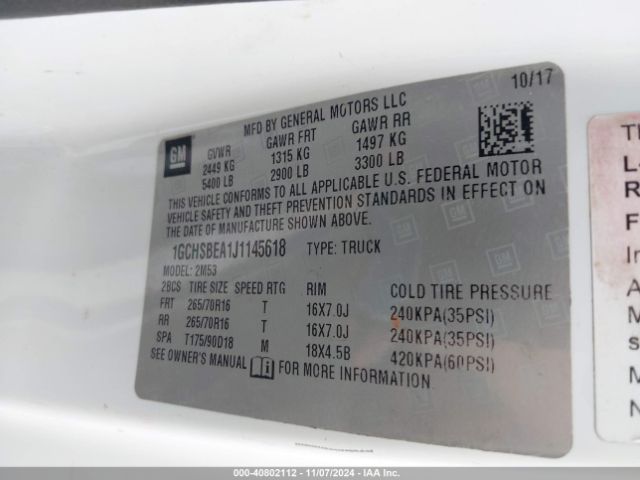 10/17
MFD BY GENERAL MOTORS LLC
GM
GVWR GAWR FRT GAWR RR
2449 KG 1315 KG 1497 KG
5400 LB 2900 LB 3300 LB
THIS VEHICLE CONFORMS TO ALL APPLICABLE U.S. FEDERAL MOTOR
VEHICLE SAFETY AND THEFT PREVENTION STANDARDS IN EFFECT ON
THE DATE OF MANUFACTURE SHOWN ABOVE.
1GCHSBEA1J1145618 TYPE: TRUCK
MODEL: 2M53
2BCS TIRE SIZE SPEED RTG RIM COLD TIRE PRESSURE
FRT 265/70R16 T 16X7.0J 240KPA(35PSI)
RR 265/70R16 T 16X7.0J 240KPA(35PSI)
SPA T175/90D18 M 18X4.5B 420KPA(60PSI)
SEE OWNER'S MANUAL FOR MORE INFORMATION
000-40802112 - 11/07/2024 - IAA Inc.